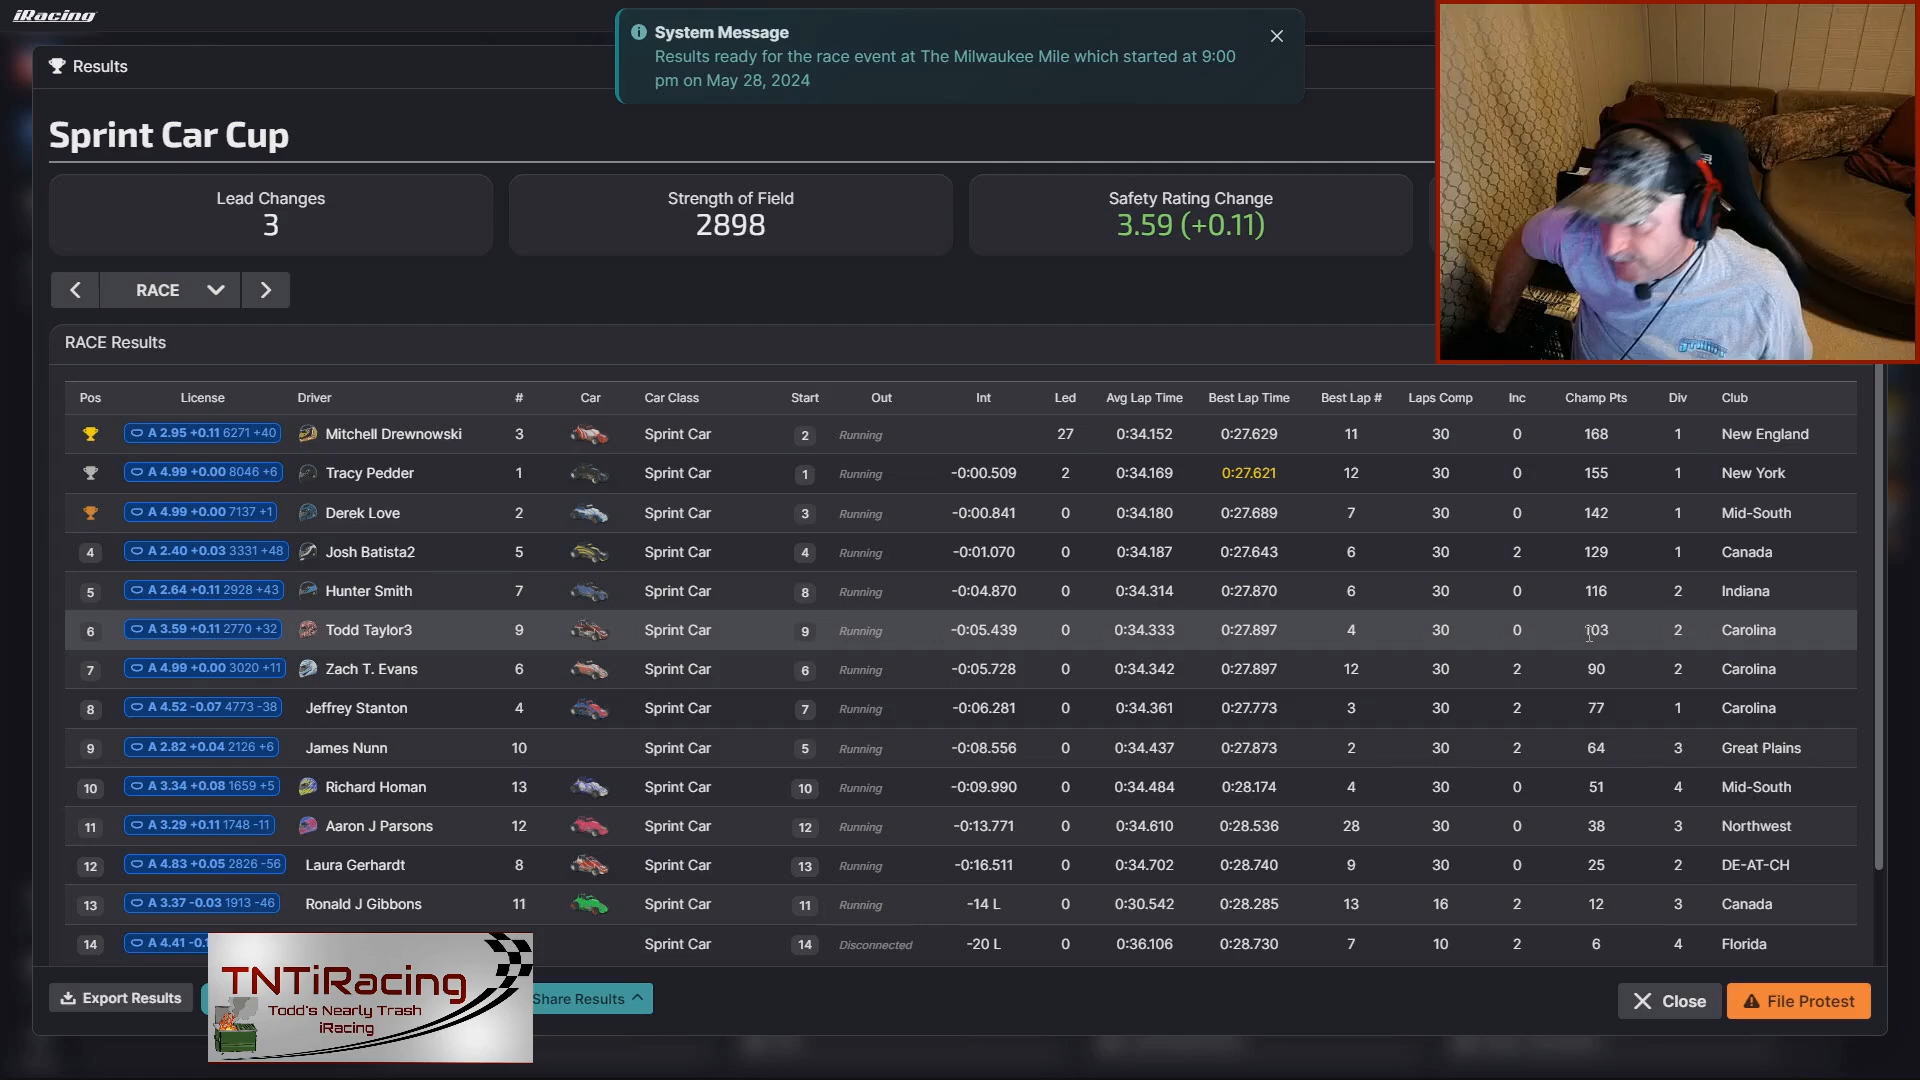 iRacing
System Message
Results ready for the race event at The Milwaukee Mile which started at 9:00
pm on May 28, 2024
Results
Sprint Car Cup
Lead Changes
3
Strength of Field
2898
Safety Rating Change
3.59 (+0.11)
RACE
RACE Results
Pos License Driver # Car Car Class Start Out Int Led Avg Lap Time Best Lap Time Best Lap # Laps Comp Inc Champ Pts Div Club
A 2.95 +0.11 6271 +40 Mitchell Drewnowski 3 Sprint Car 2 Running 27 0:34.152 0:27.629 11 30 0 168 1 New England
A 4.99 +0.00 8046 +6 Tracy Pedder 1 Sprint Car 1 Running -0:00.509 2 0:34.169 0:27.621 12 30 0 155 1 New York
A 4.99 +0.00 7137 +1 Derek Love 2 Sprint Car 3 Running -0:00.841 0 0:34.180 0:27.689 7 30 0 142 1 Mid-South
4 A 2.40 +0.03 3331 +48 Josh Batista2 5 Sprint Car 4 Running -0:01.070 0 0:34.187 0:27.643 6 30 2 129 1 Canada
5 A 2.64 +0.11 2928 +43 Hunter Smith 7 Sprint Car 8 Running -0:04.870 0 0:34.314 0:27.870 6 30 0 116 2 Indiana
6 A 3.59 +0.11 2770 +32 Todd Taylor3 9 Sprint Car 9 Running -0:05.439 0 0:34.333 0:27.897 4 30 0 103 2 Carolina
7 A 4.99 +0.00 3020 +11 Zach T. Evans 6 Sprint Car 6 Running -0:05.728 0 0:34.342 0:27.897 12 30 2 90 2 Carolina
8 A 4.52 -0.07 4773 -38 Jeffrey Stanton 4 Sprint Car 7 Running -0:06.281 0 0:34.361 0:27.773 3 30 2 77 1 Carolina
9 A 2.82 +0.04 2126 +6 James Nunn 10 Sprint Car 5 Running -0:08.556 0 0:34.437 0:27.873 2 30 2 64 3 Great Plains
10 A 3.34 +0.08 1659 +5 Richard Homan 13 Sprint Car 10 Running -0:09.990 0 0:34.484 0:28.174 4 30 0 51 4 Mid-South
11 A 3.29 +0.11 1748 -11 Aaron J Parsons 12 Sprint Car 12 Running -0:13.771 0 0:34.610 0:28.536 28 30 0 38 3 Northwest
12 A 4.83 +0.05 2826 -56 Laura Gerhardt 8 Sprint Car 13 Running -0:16.511 0 0:34.702 0:28.740 9 30 0 25 2 DE-AT-CH
13 A 3.37 -0.03 1913 -46 Ronald J Gibbons 11 Sprint Car 11 Running -14 L 0 0:30.542 0:28.285 13 16 2 12 3 Canada
14 A 4.41 Sprint Car 14 Disconnected -20 L 0 0:36.106 0:28.730 7 10 2 6 4 Florida
Export Results
Share Results
Close
File Protest
TNTiRacing
Todd's Nearly Trash
iRacing